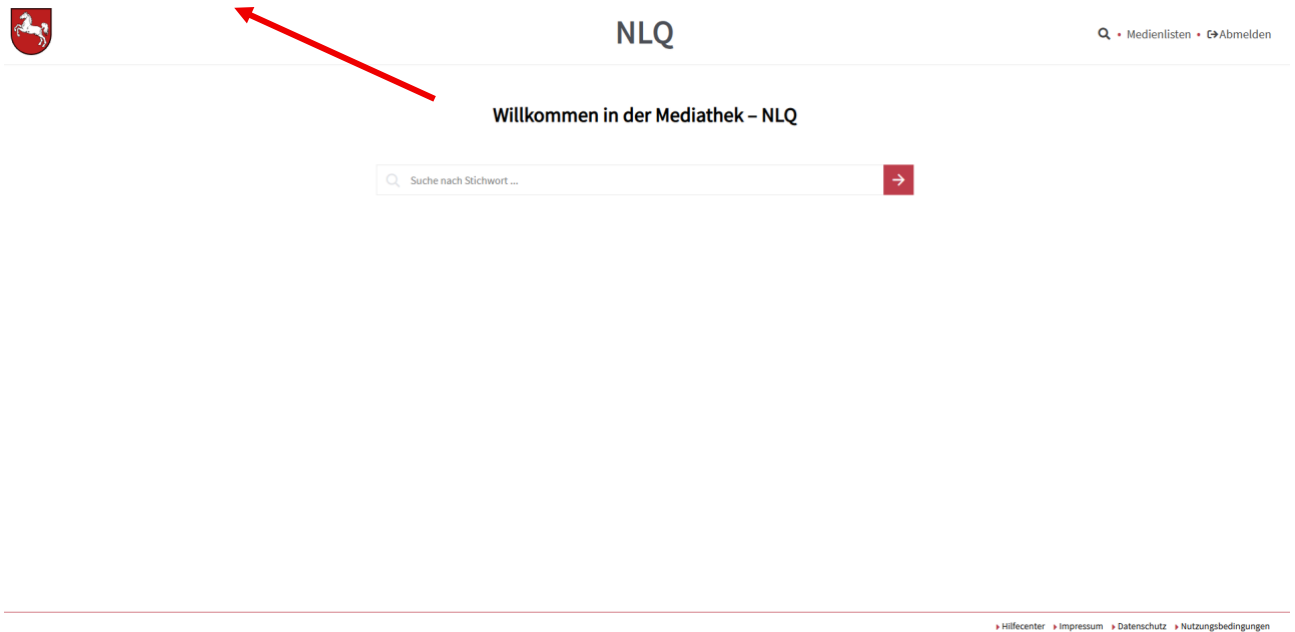 NLQ
Medienlisten • Abmelden
Willkommen in der Mediathek – NLQ
Suche nach Stichwort ...
Hilfecenter Impressum Datenschutz Nutzungsbedingungen